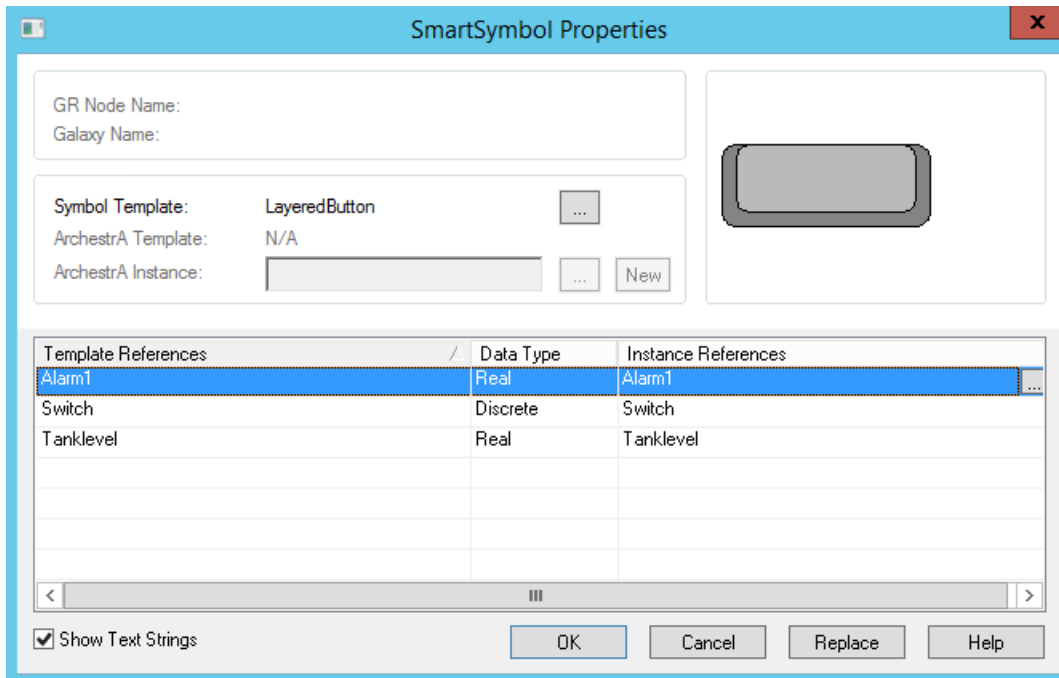 SmartSymbol Properties
x
GR Node Name:
Galaxy Name:
Symbol Template: LayeredButton ...
ArchestrA Template: N/A
ArchestrA Instance: ... New
Template References Data Type Instance References
Alarm1 Real Alarm1 ...
Switch Discrete Switch
Tanklevel Real Tanklevel
Show Text Strings OK Cancel Replace Help